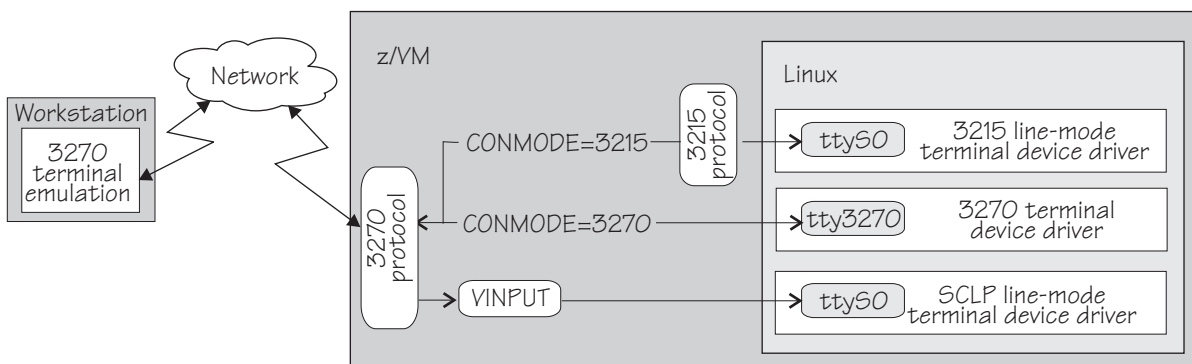 z/VM
Linux
Network
Workstation
3270
terminal
emulation
3270
protocol
CONMODE=3215
3215
protocol
ttyS0
3215 line-mode
terminal device driver
CONMODE=3270
tty3270
3270 terminal
device driver
VINPUT
ttyS0
SCLP line-mode
terminal device driver